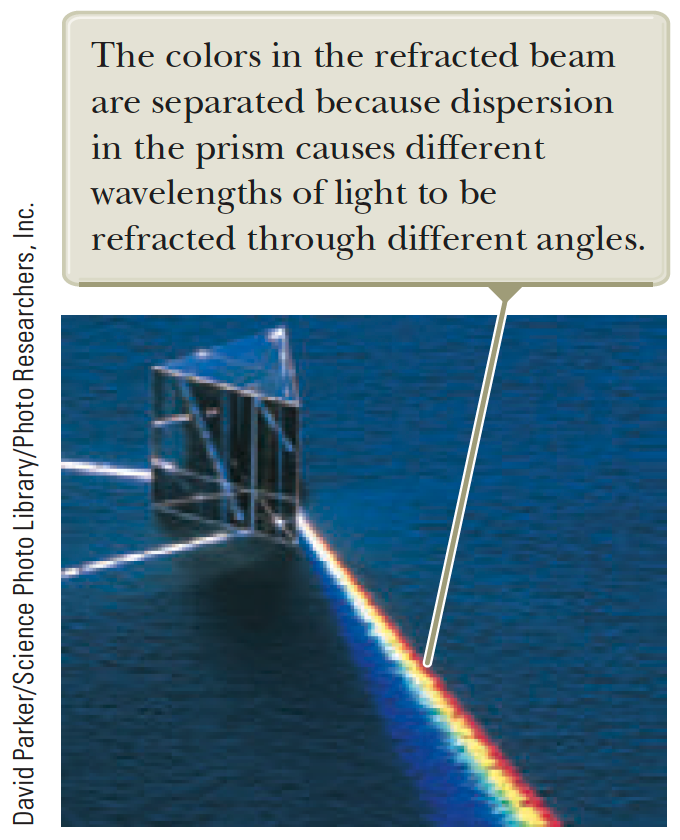 The colors in the refracted beam
are separated because dispersion
in the prism causes different
wavelengths of light to be
refracted through different angles.
David Parker/Science Photo Library/Photo Researchers, Inc.